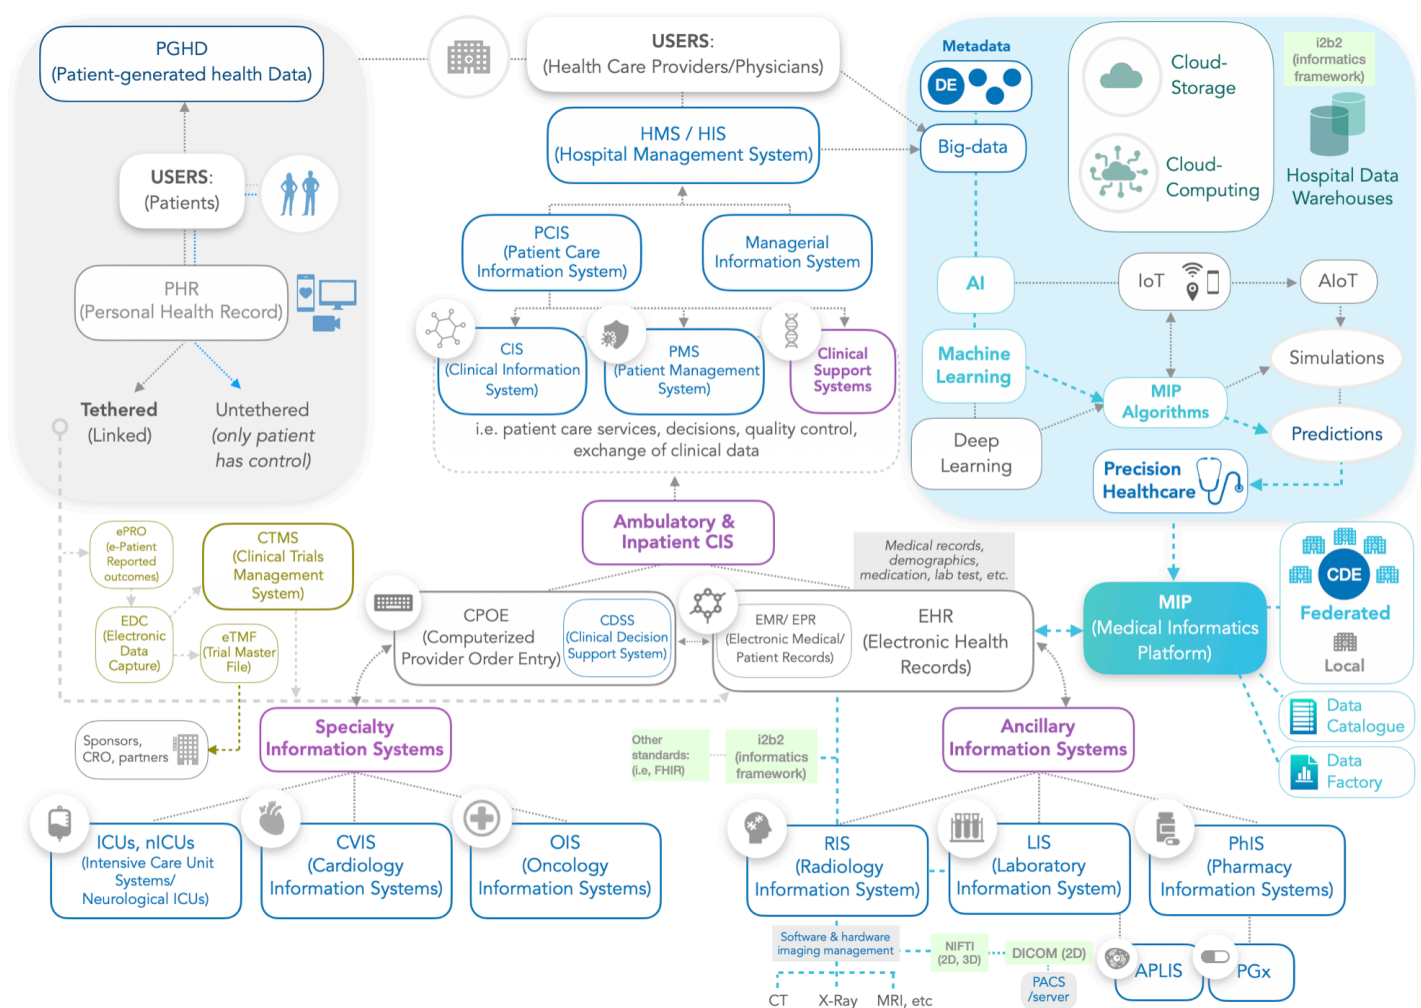 PGHD
(Patient-generated health Data)
USERS:
(Patients)
PHR
(Personal Health Record)
Tethered
(Linked)
Untethered
(only patient
has control)
USERS:
(Health Care Providers/Physicians)
HMS / HIS
(Hospital Management System)
PCIS
(Patient Care
Information System)
Managerial
Information System
CIS
(Clinical Information
System)
PMS
(Patient Management
System)
Clinical
Support
Systems
i.e. patient care services, decisions, quality control,
exchange of clinical data
Metadata
DE
Big-data
Cloud-
Storage
Cloud-
Computing
i2b2
(informatics
framework)
Hospital Data
Warehouses
AI
IoT
AIoT
Machine
Learning
MIP
Algorithms
Simulations
Deep
Learning
Predictions
Precision
Healthcare
ePRO
(e-Patient
Reported
outcomes)
CTMS
(Clinical Trials
Management
System)
EDC
(Electronic
Data
Capture)
eTMF
(Trial Master
File)
Sponsors,
CRO, partners
Ambulatory &
Inpatient CIS
Medical records,
demographics,
medication, lab test, etc.
CPOE
(Computerized
Provider Order Entry)
CDSS
(Clinical Decision
Support System)
EMR/ EPR
(Electronic Medical/
Patient Records)
EHR
(Electronic Health
Records)
MIP
(Medical Informatics
Platform)
CDE
Federated
Local
Data
Catalogue
Data
Factory
Specialty
Information Systems
Other
standards:
(i.e, FHIR)
i2b2
(informatics
framework)
Ancillary
Information Systems
ICUs, nICUs
(Intensive Care Unit
Systems/
Neurological ICUs)
CVIS
(Cardiology
Information Systems)
OIS
(Oncology
Information Systems)
RIS
(Radiology
Information System)
LIS
(Laboratory
Information System)
PhIS
(Pharmacy
Information Systems)
Software & hardware
imaging management
NIFTI
(2D, 3D)
DICOM (2D)
PACS
/server
APLIS
PGx
CT
X-Ray
MRI, etc